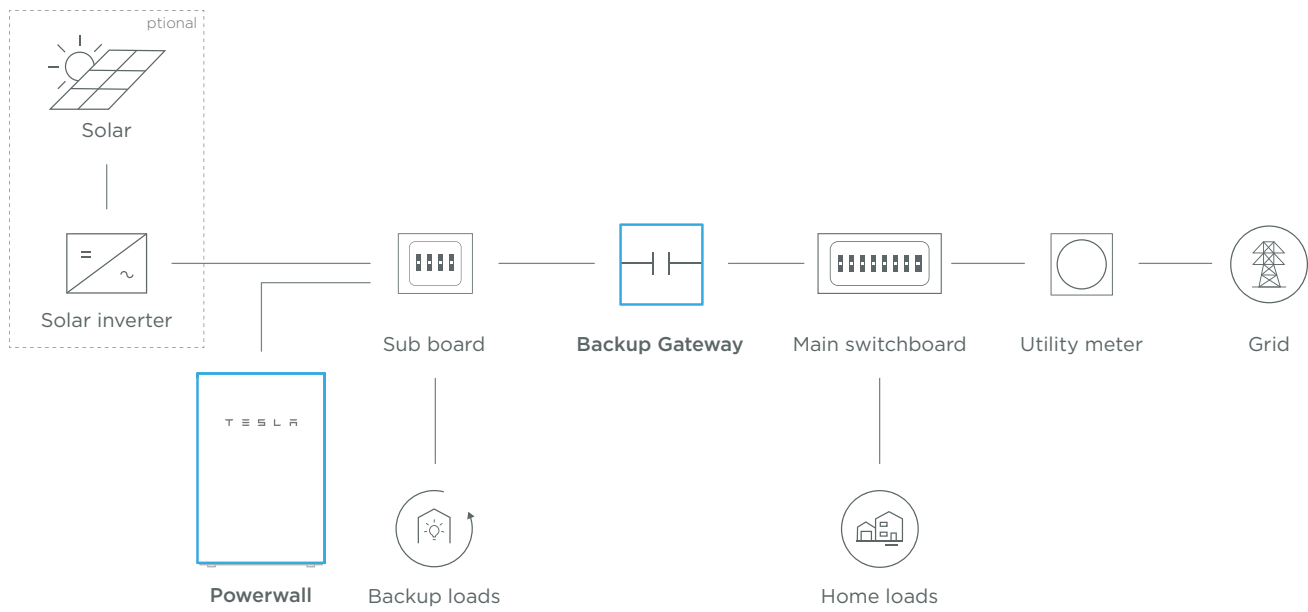 ptional
Solar
Solar inverter
Sub board
Backup Gateway
Main switchboard
Utility meter
Grid
TESLA
Powerwall
Backup loads
Home loads